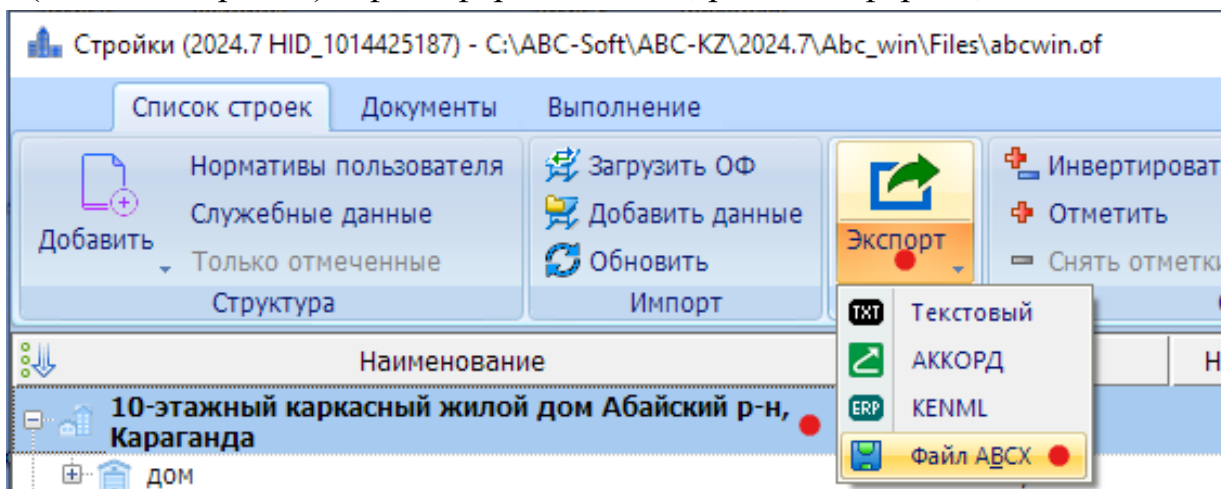 Стройки (2024.7 HID_1014425187) - C:\ABC-Soft\ABC-KZ\2024.7\Abc_win\Files\abcwin.of
Список строек Документы Выполнение
Нормативы пользователя Загрузить ОФ Инвертироват
Служебные данные Добавить данные Отметить
Добавить Только отмеченные Обновить Экспорт Снять отметки
Структура Импорт
Текстовый
Наименование Н
АККОРД
10-этажный каркасный жилой дом Абайский р-н, KENML
Караганда
Файл ABCX
дом